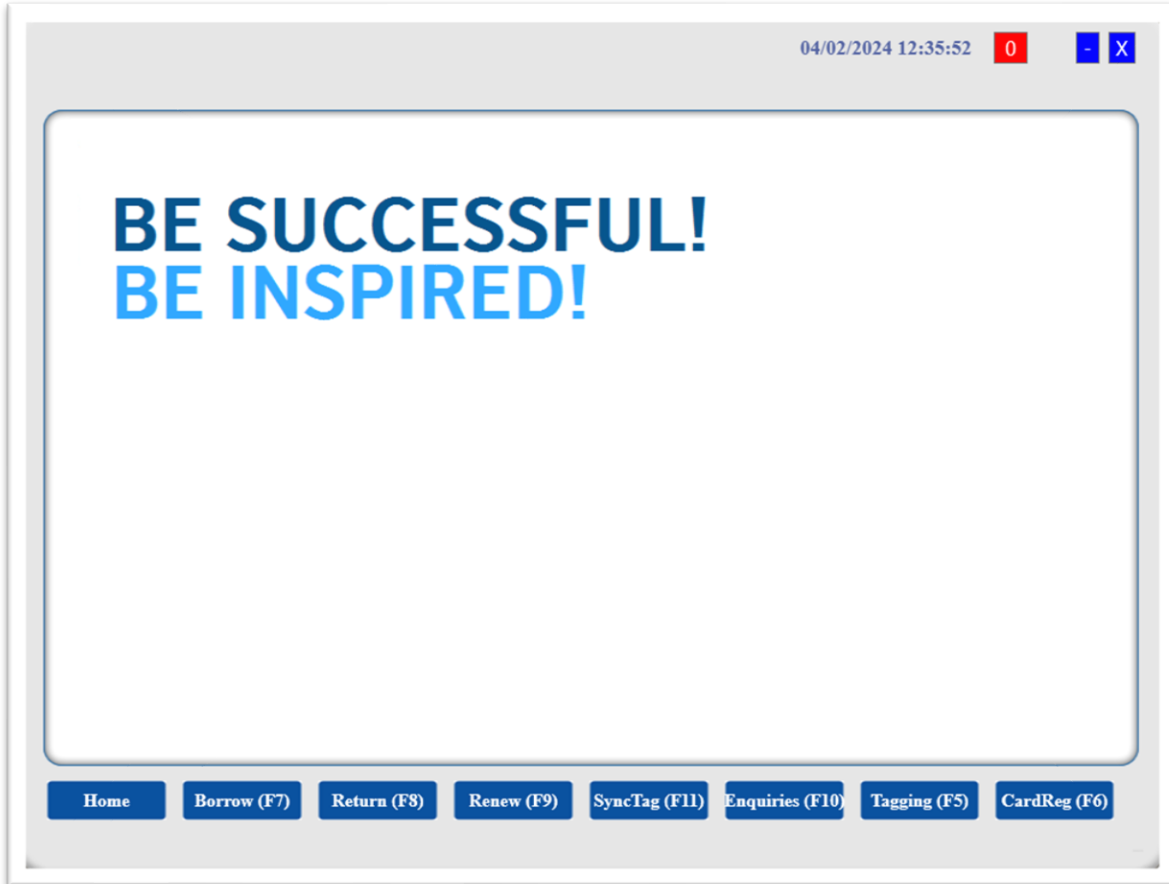 04/02/2024 12:35:52 0 - X
BE SUCCESSFUL!
BE INSPIRED!
Home Borrow (F7) Return (F8) Renew (F9) SyncTag (F11) Enquiries (F10) Tagging (F5) CardReg (F6)